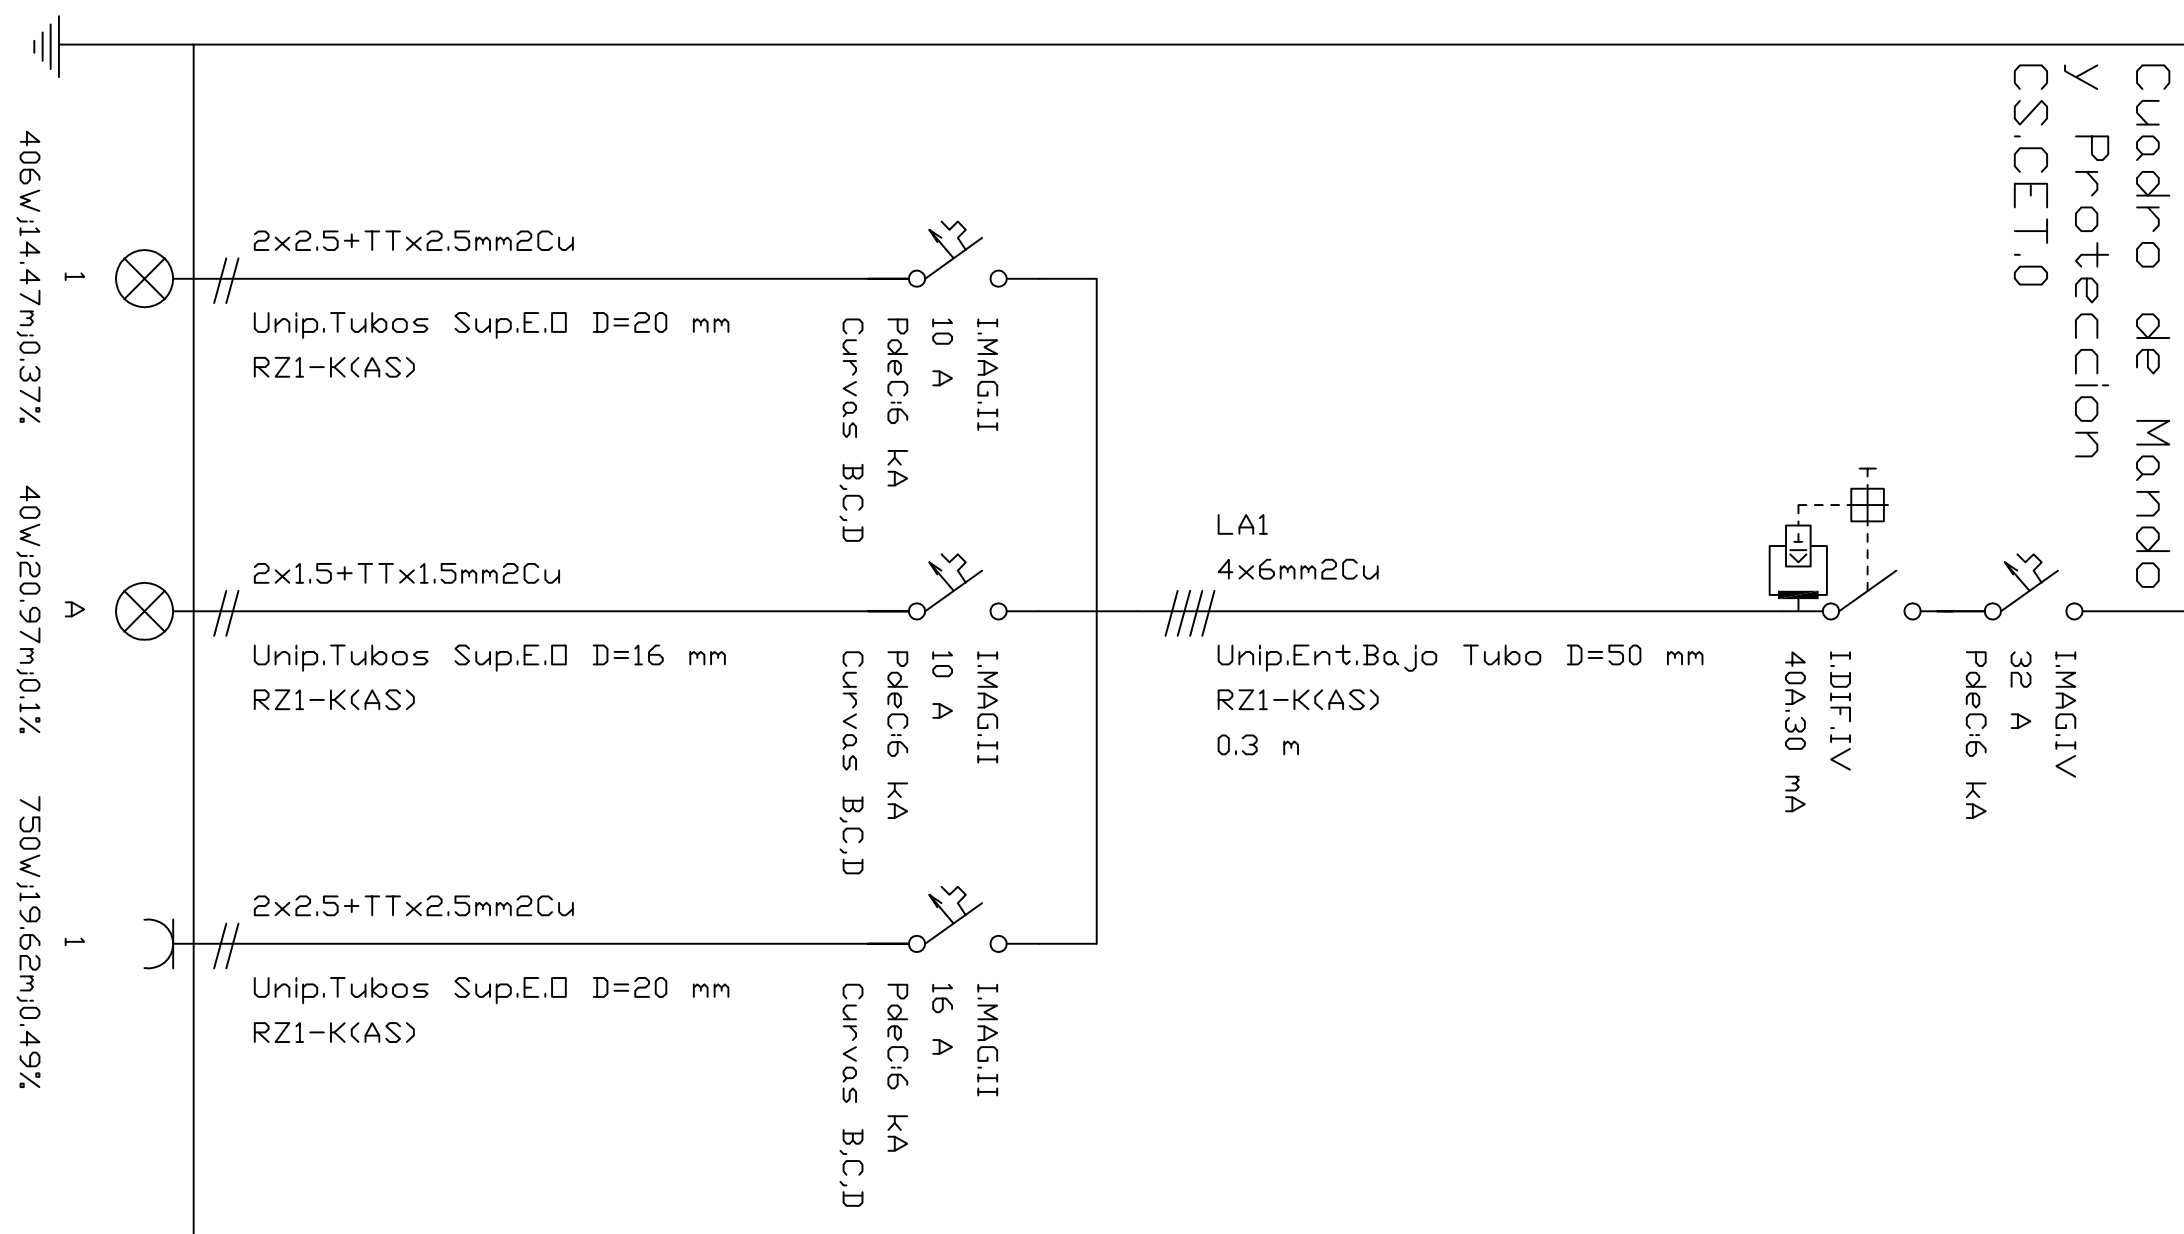 Cuadro de Mando
y Proteccion
CS.CET.0
I.MAG.IV
32 A
PdeC:6 kA
I.DIF.IV
40A.30 mA
LA1
4x6mm2Cu
Unip.Ent.Bajo Tubo D=50 mm
RZ1-K(AS)
0.3 m
I.MAG.II
10 A
PdeC:6 kA
Curvas B,C,D
2x2.5+TTx2.5mm2Cu
Unip.Tubos Sup.E.O D=20 mm
RZ1-K(AS)
1
406W;14.47m;0.37%
I.MAG.II
10 A
PdeC:6 kA
Curvas B,C,D
2x1.5+TTx1.5mm2Cu
Unip.Tubos Sup.E.O D=16 mm
RZ1-K(AS)
A
40W;20.97m;0.1%
I.MAG.II
16 A
PdeC:6 kA
Curvas B,C,D
2x2.5+TTx2.5mm2Cu
Unip.Tubos Sup.E.O D=20 mm
RZ1-K(AS)
1
750W;19.62m;0.49%